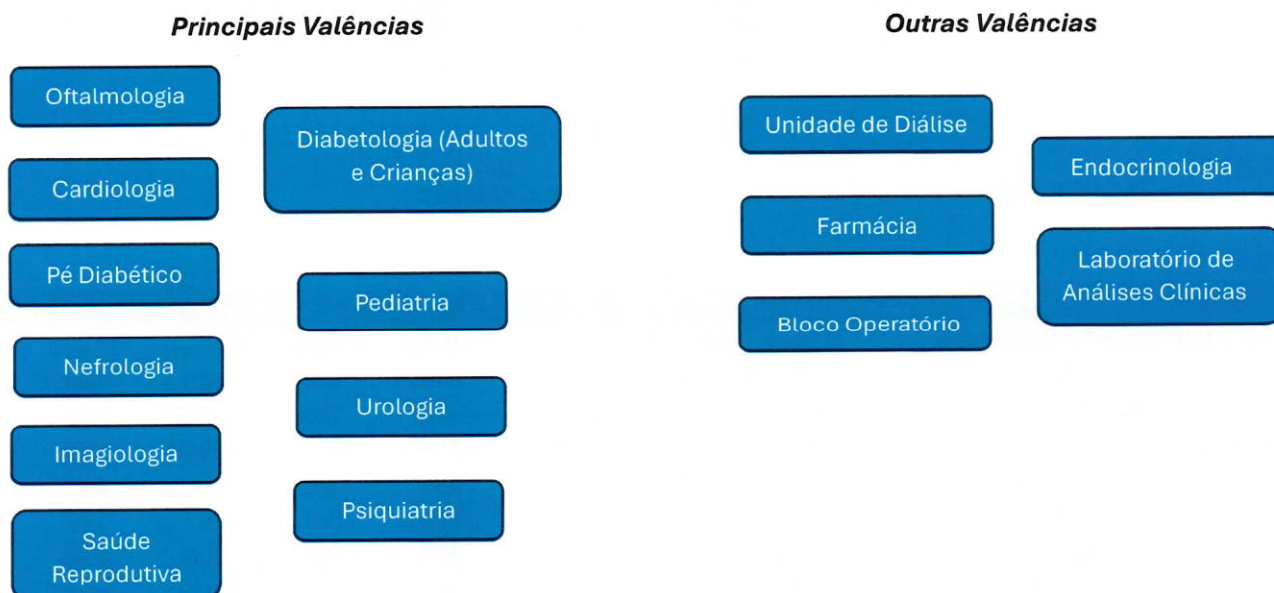 Principais Valências
Oftalmologia
Cardiologia
Pé Diabético
Nefrologia
Imagiologia
Saúde
Reprodutiva
Diabetologia (Adultos
e Crianças)
Pediatria
Urologia
Psiquiatria
Outras Valências
Unidade de Diálise
Farmácia
Bloco Operatório
Endocrinologia
Laboratório de
Análises Clínicas